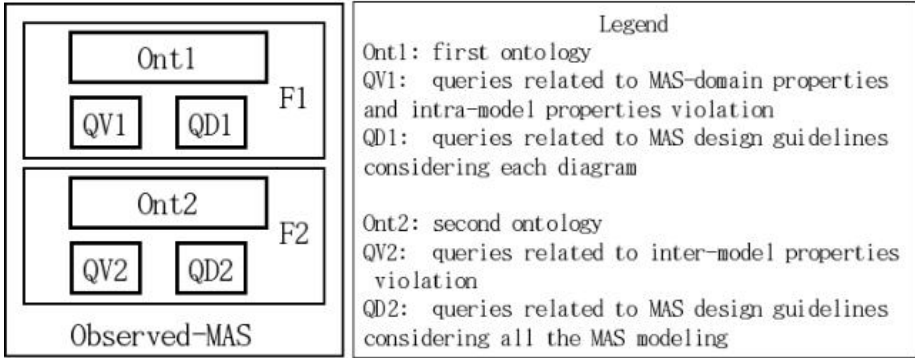 Ont1
QV1
QD1
F1
Ont2
QV2
QD2
F2
Observed-MAS
Legend
Ont1: first ontology
QV1: queries related to MAS-domain properties
and intra-model properties violation
QD1: queries related to MAS design guidelines
considering each diagram
Ont2: second ontology
QV2: queries related to inter-model properties
violation
QD2: queries related to MAS design guidelines
considering all the MAS modeling